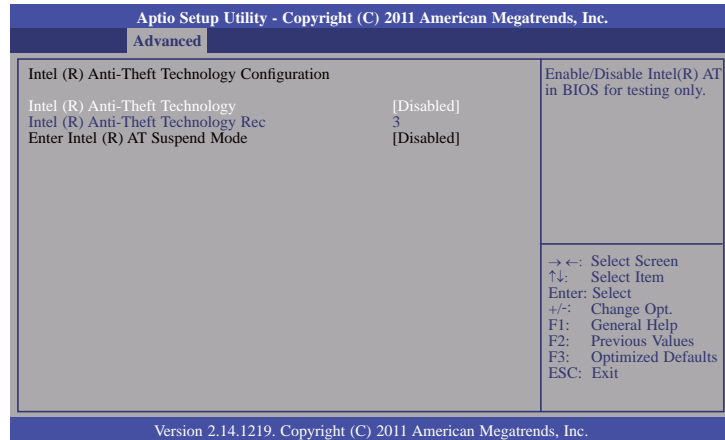 Aptio Setup Utility - Copyright (C) 2011 American Megatrends, Inc.
Advanced
Intel (R) Anti-Theft Technology Configuration
Intel (R) Anti-Theft Technology [Disabled]
Intel (R) Anti-Theft Technology Rec 3
Enter Intel (R) AT Suspend Mode [Disabled]
Enable/Disable Intel(R) AT
in BIOS for testing only.
→ ←: Select Screen
↑↓: Select Item
Enter: Select
+/-: Change Opt.
F1: General Help
F2: Previous Values
F3: Optimized Defaults
ESC: Exit
Version 2.14.1219. Copyright (C) 2011 American Megatrends, Inc.